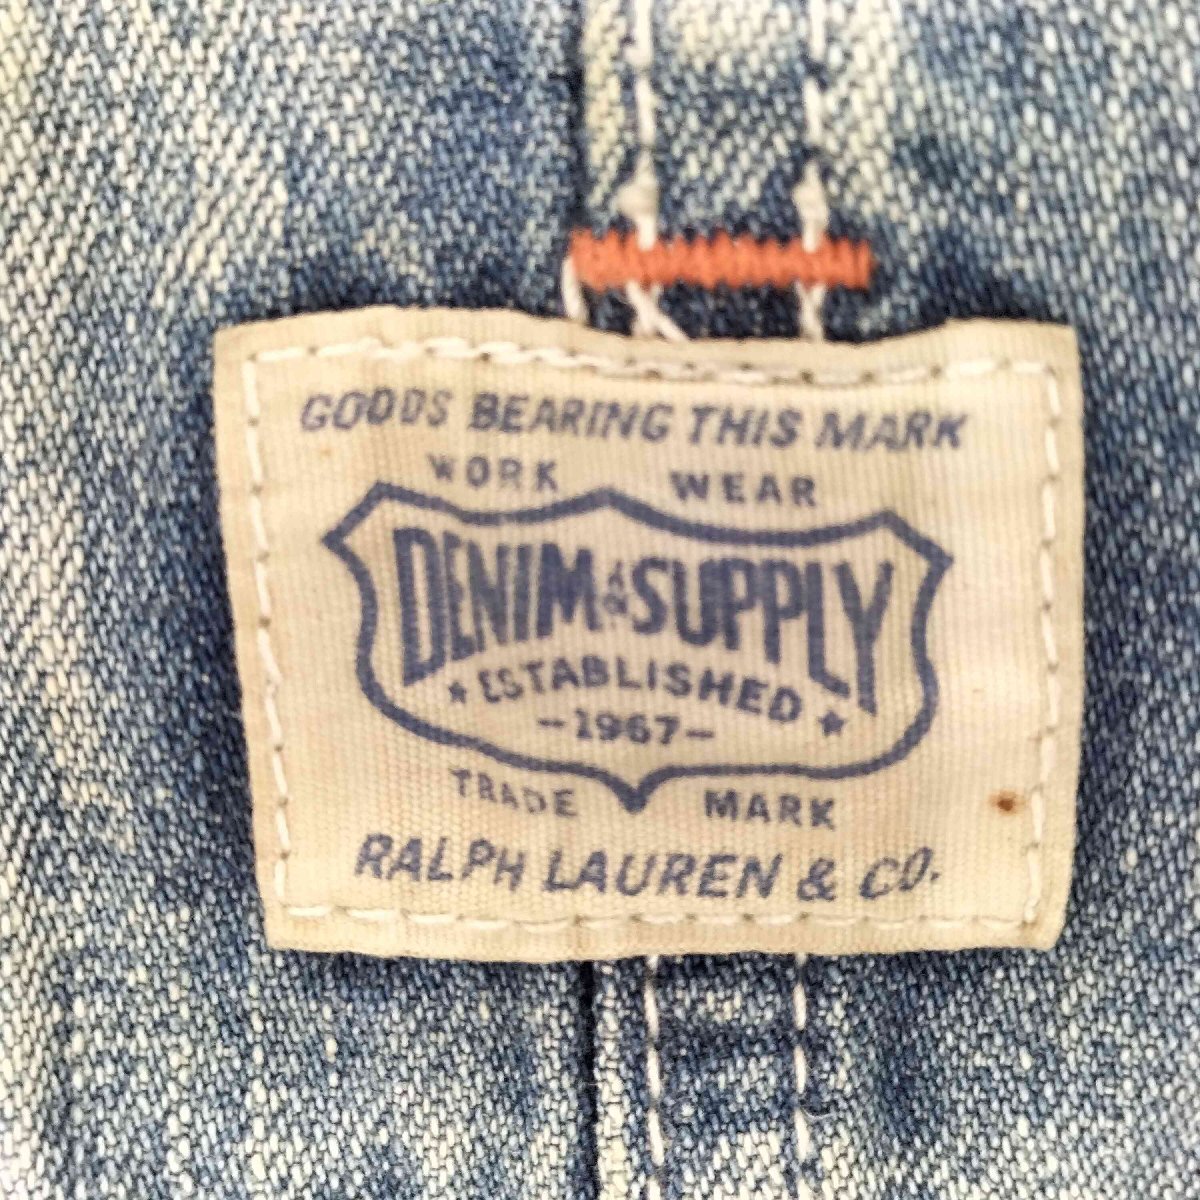 GOODS BEARING THIS MARK
WORK WEAR
DENIM & SUPPLY
★ ESTABLISHED ★
-1967-
TRADE MARK
RALPH LAUREN & CO.